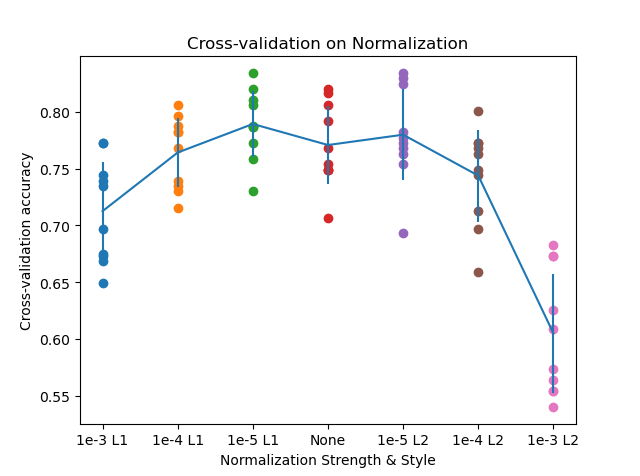 Cross-validation on Normalization
Cross-validation accuracy
0.80
0.75
0.70
0.65
0.60
0.55
1e-3 L1 1e-4 L1 1e-5 L1 None 1e-5 L2 1e-4 L2 1e-3 L2
Normalization Strength & Style